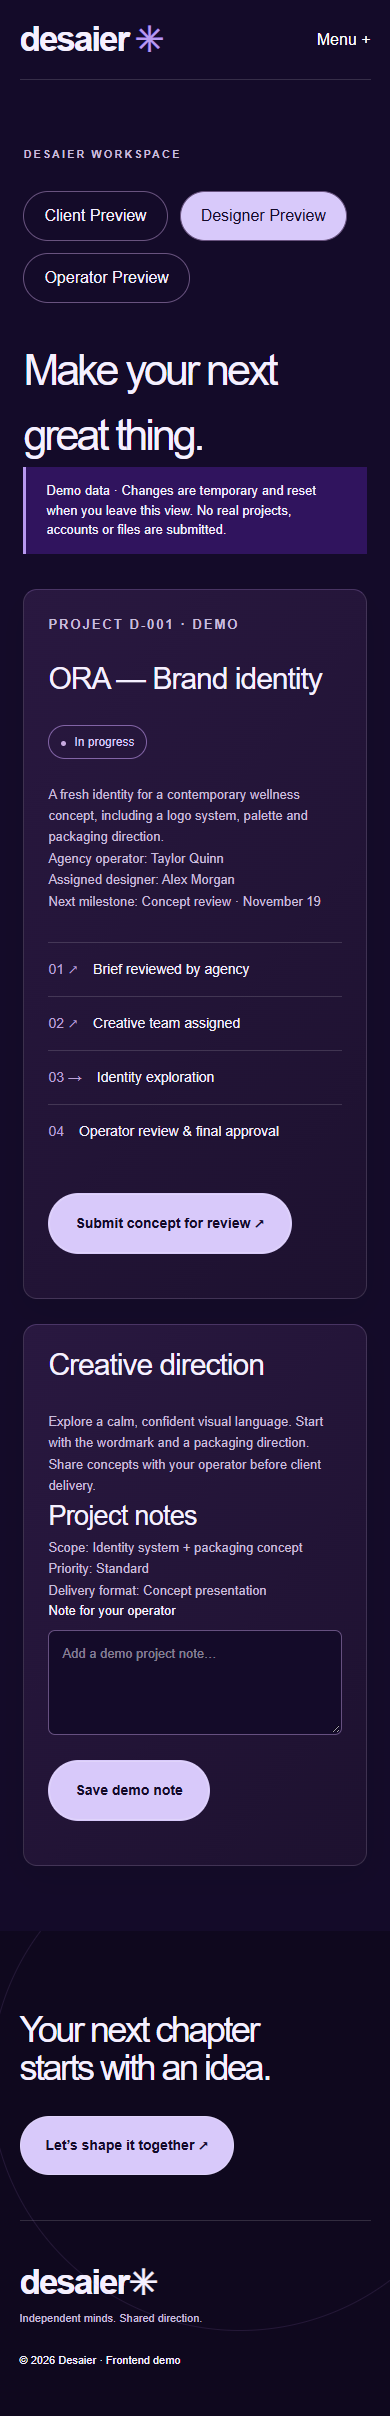 desaier ✳
Menu +
DESAIER WORKSPACE
Client Preview
Designer Preview
Operator Preview
Make your next
great thing.
Demo data · Changes are temporary and reset
when you leave this view. No real projects,
accounts or files are submitted.
PROJECT D-001 · DEMO
ORA — Brand identity
In progress
A fresh identity for a contemporary wellness
concept, including a logo system, palette and
packaging direction.
Agency operator: Taylor Quinn
Assigned designer: Alex Morgan
Next milestone: Concept review · November 19
01 ↗ Brief reviewed by agency
02 ↗ Creative team assigned
03 → Identity exploration
04 Operator review & final approval
Submit concept for review ↗
Creative direction
Explore a calm, confident visual language. Start
with the wordmark and a packaging direction.
Share concepts with your operator before client
delivery.
Project notes
Scope: Identity system + packaging concept
Priority: Standard
Delivery format: Concept presentation
Note for your operator
Add a demo project note...
Save demo note
Your next chapter
starts with an idea.
Let's shape it together ↗
desaier✳
Independent minds. Shared direction.
© 2026 Desaier · Frontend demo